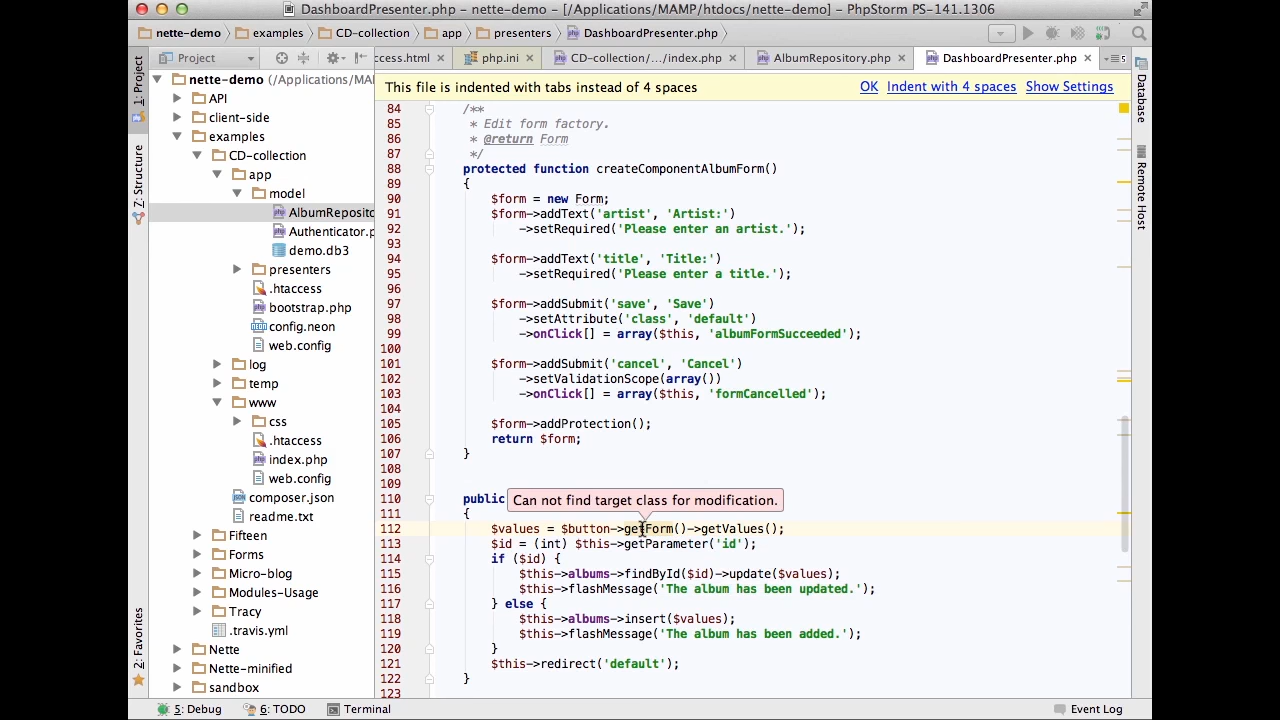 DashboardPresenter.php - nette-demo - [/Applications/MAMP/htdocs/nette-demo] - PhpStorm PS-141.1306
nette-demo examples CD-collection app presenters DashboardPresenter.php
Project
ccess.html php.ini CD-collection/.../index.php AlbumRepository.php DashboardPresenter.php 5
This file is indented with tabs instead of 4 spaces OK Indent with 4 spaces Show Settings
1: Project
Z: Structure
2: Favorites
nette-demo (/Applications/MA
API
client-side
examples
CD-collection
app
model
AlbumReposito
Authenticator.p
demo.db3
presenters
.htaccess
bootstrap.php
config.neon
web.config
log
temp
www
css
.htaccess
index.php
web.config
composer.json
readme.txt
Fifteen
Forms
Micro-blog
Modules-Usage
Tracy
.travis.yml
Nette
Nette-minified
sandbox
84 /**
85 * Edit form factory.
86 * @return Form
87 */
88 protected function createComponentAlbumForm()
89 {
90 $form = new Form;
91 $form->addText('artist', 'Artist:')
92 ->setRequired('Please enter an artist.');
93
94 $form->addText('title', 'Title:')
95 ->setRequired('Please enter a title.');
96
97 $form->addSubmit('save', 'Save')
98 ->setAttribute('class', 'default')
99 ->onClick[] = array($this, 'albumFormSucceeded');
100
101 $form->addSubmit('cancel', 'Cancel')
102 ->setValidationScope(array())
103 ->onClick[] = array($this, 'formCancelled');
104
105 $form->addProtection();
106 return $form;
107 }
108
109
110 public
Can not find target class for modification.
111 {
112 $values = $button->getForm()->getValues();
113 $id = (int) $this->getParameter('id');
114 if ($id) {
115 $this->albums->findById($id)->update($values);
116 $this->flashMessage('The album has been updated.');
117 } else {
118 $this->albums->insert($values);
119 $this->flashMessage('The album has been added.');
120 }
121 $this->redirect('default');
122 }
123
Database
Remote Host
5: Debug 6: TODO Terminal Event Log